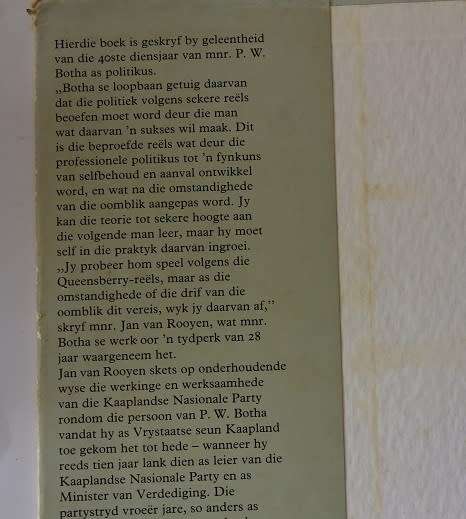 Hierdie boek is geskryf by geleentheid
van die 40ste diensjaar van mnr. P. W.
Botha as politikus.
„Botha se loopbaan getuig daarvan
dat die politiek volgens sekere reëls
beoefen moet word deur die man
wat daarvan 'n sukses wil maak. Dit
is die beproefde reëls wat deur die
professionele politikus tot 'n fynkuns
van selfbehoud en aanval ontwikkel
word, en wat na die omstandighede
van die oomblik aangepas word. Jy
kan die teorie tot sekere hoogte aan
die volgende man leer, maar hy moet
self in die praktyk daarvan ingroei.
„Jy probeer hom speel volgens die
Queensberry-reëls, maar as die
omstandighede of die drif van die
oomblik dit vereis, wyk jy daarvan af,”
skryf mnr. Jan van Rooyen, wat mnr.
Botha se werk oor 'n tydperk van 28
jaar waargeneem het.
Jan van Rooyen skets op onderhoudende
wyse die werkinge en werksaamhede
van die Kaaplandse Nasionale Party
rondom die persoon van P. W. Botha
vandat hy as Vrystaatse seun Kaapland
toe gekom het tot hede – wanneer hy
reeds tien jaar lank dien as leier van die
Kaaplandse Nasionale Party en as
Minister van Verdediging. Die
partystryd vroeër jare, so anders as